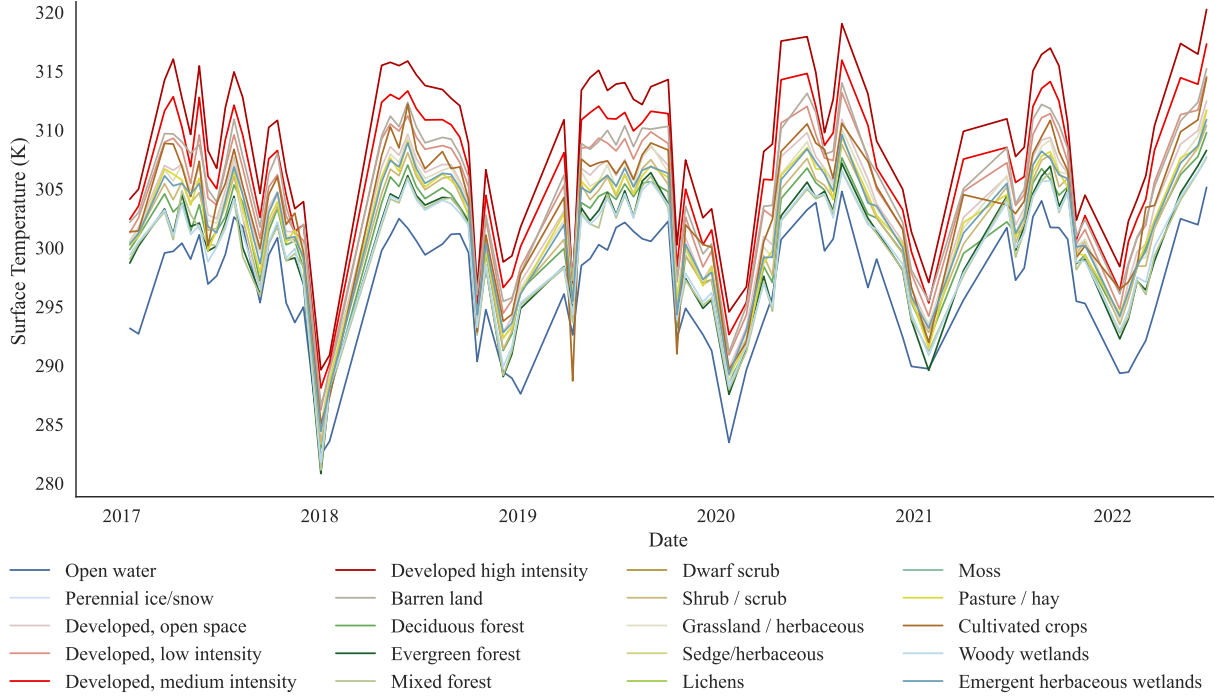 320
315
310
305
300
295
290
285
280
Surface Temperature (K)
2017 2018 2019 2020 2021 2022
Date
Open water Developed high intensity Dwarf scrub Moss
Perennial ice/snow Barren land Shrub / scrub Pasture / hay
Developed, open space Deciduous forest Grassland / herbaceous Cultivated crops
Developed, low intensity Evergreen forest Sedge/herbaceous Woody wetlands
Developed, medium intensity Mixed forest Lichens Emergent herbaceous wetlands